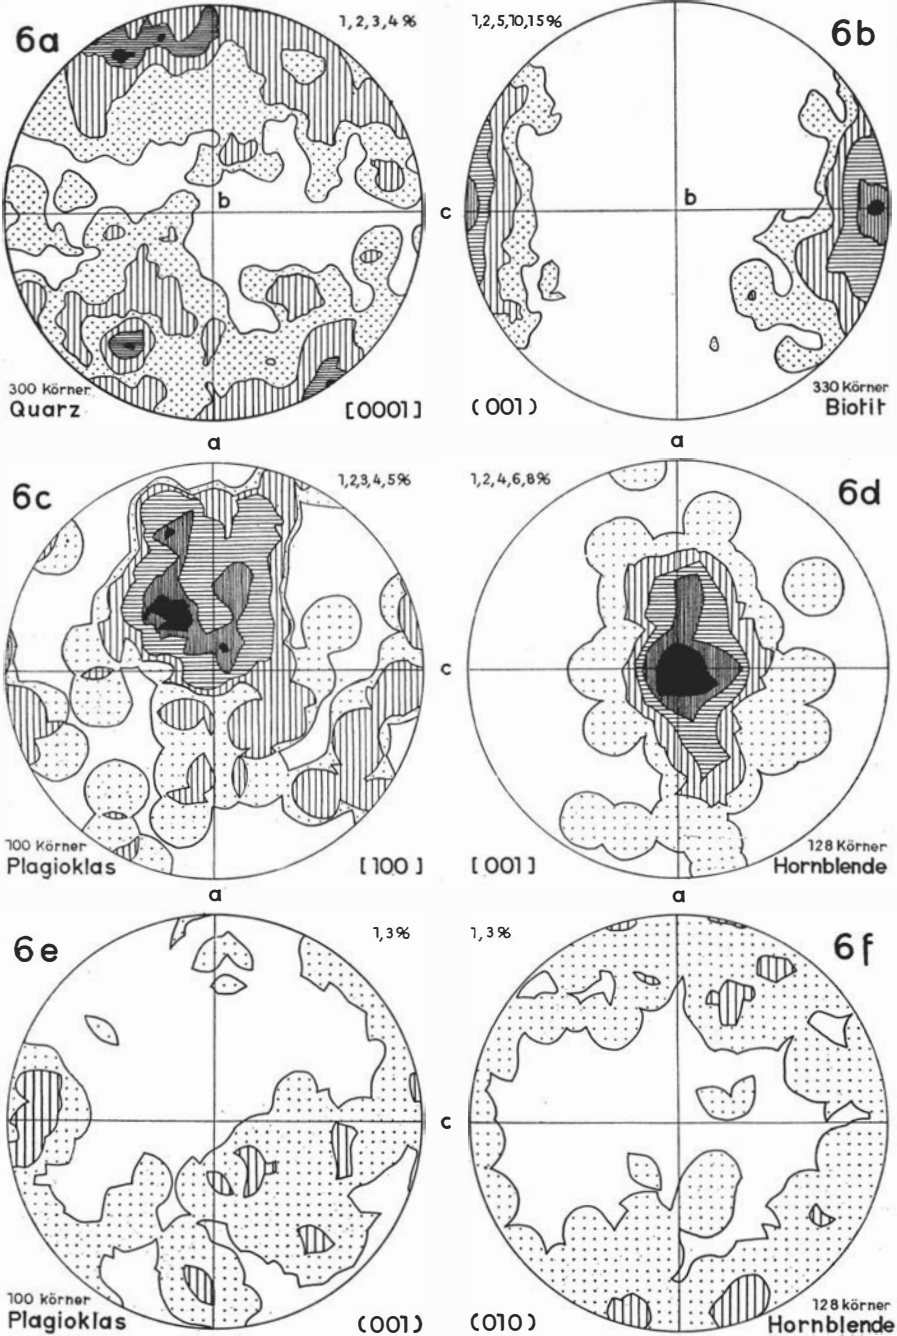 6a
1, 2, 3, 4 %
b
300 Körner
Quarz
[0001]
a
1,2,5,10,15 %
6b
b
c
(001)
330 Körner
Biotit
a
6c
1,2,3,4,5%
100 Körner
Plagioklas
[100]
a
1,2,4,6,8%
6d
c
[001]
128 Körner
Hornblende
a
6e
1,3%
100 körner
Plagioklas
(001)
1,3%
6f
c
(010)
128 körner
Hornblende